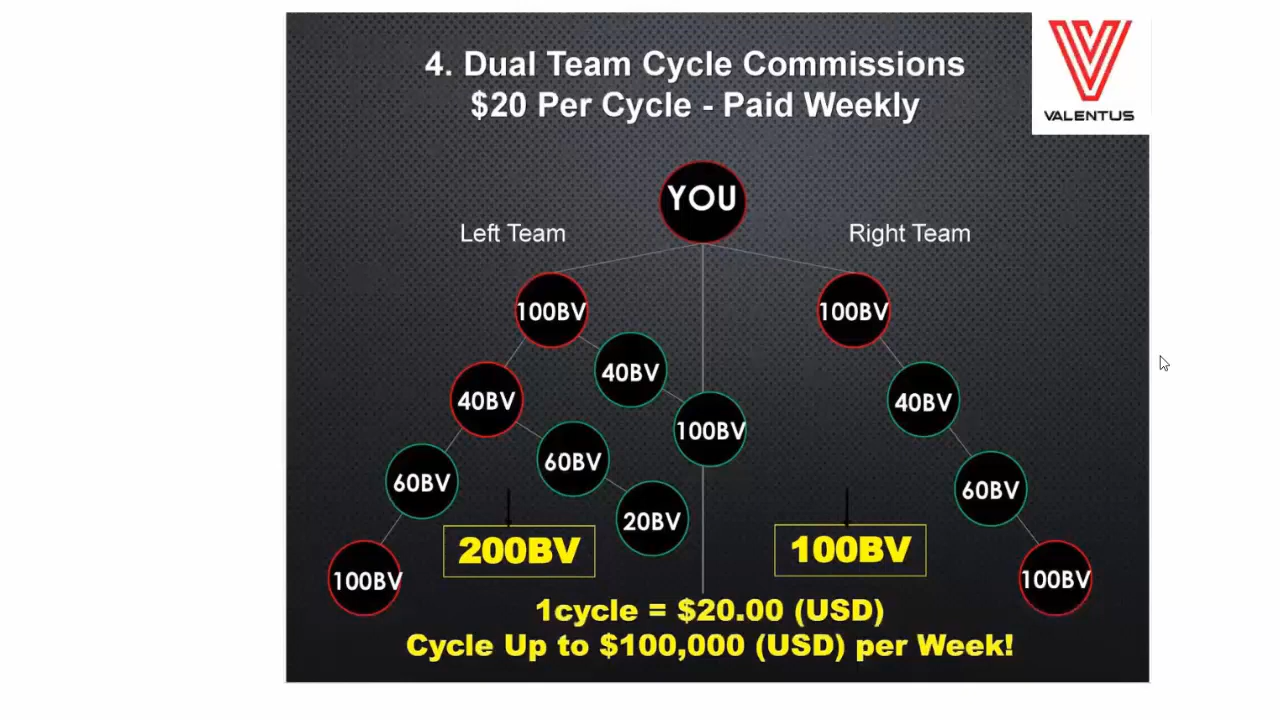 4. Dual Team Cycle Commissions
$20 Per Cycle - Paid Weekly
VALENTUS
YOU
Left Team
Right Team
100BV
100BV
40BV
40BV
40BV
100BV
60BV
60BV
60BV
20BV
200BV
100BV
100BV
100BV
1cycle = $20.00 (USD)
Cycle Up to $100,000 (USD) per Week!